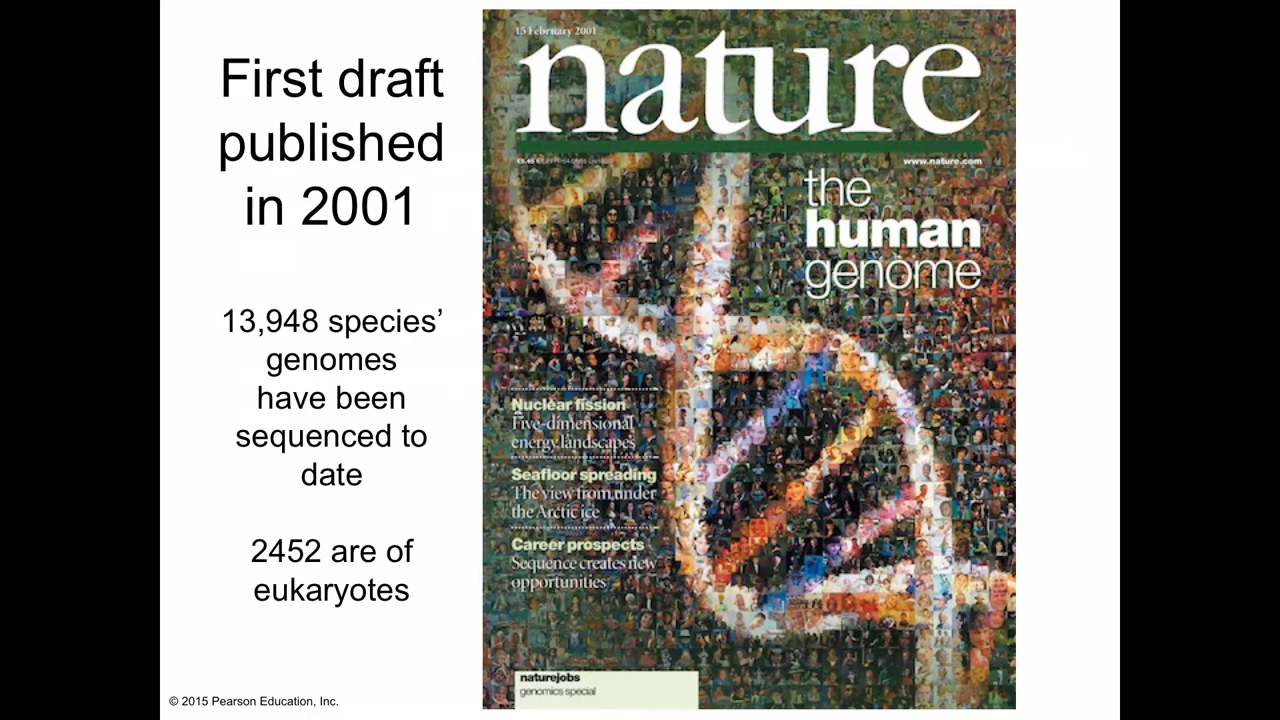 First draft
published
in 2001
13,948 species’
genomes
have been
sequenced to
date
2452 are of
eukaryotes
© 2015 Pearson Education, Inc.
15 February 2001
nature
www.nature.com
the
human
genome
Nuclear fission
Five-dimensional
energy landscapes
Seafloor spreading
The view from under
the Arctic ice
Career prospects
Sequence creates new
opportunities
naturejobs
genomics special